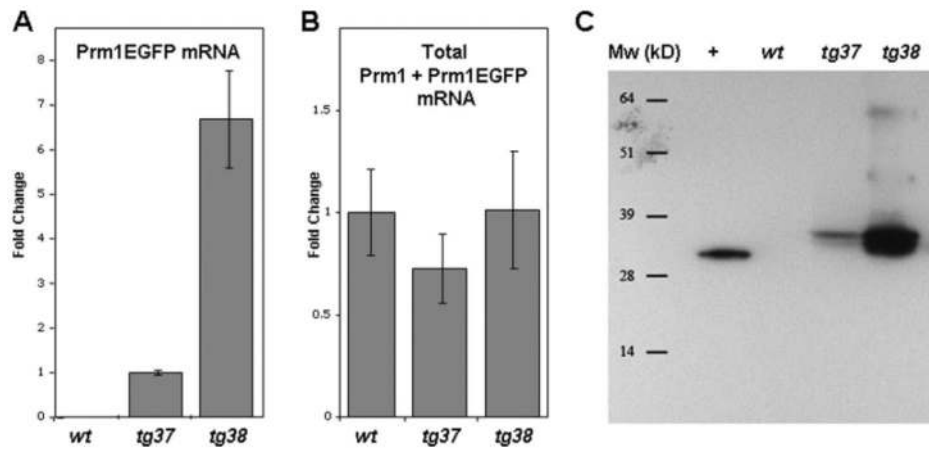 A
Prm1EGFP mRNA
Fold Change
8
7
6
5
4
3
2
1
0
wt
tg37
tg38
B
Total
Prm1 + Prm1EGFP
mRNA
Fold Change
1.5
1
0.5
0
wt
tg37
tg38
C
Mw (kD)
+
wt
tg37
tg38
64
51
39
28
14